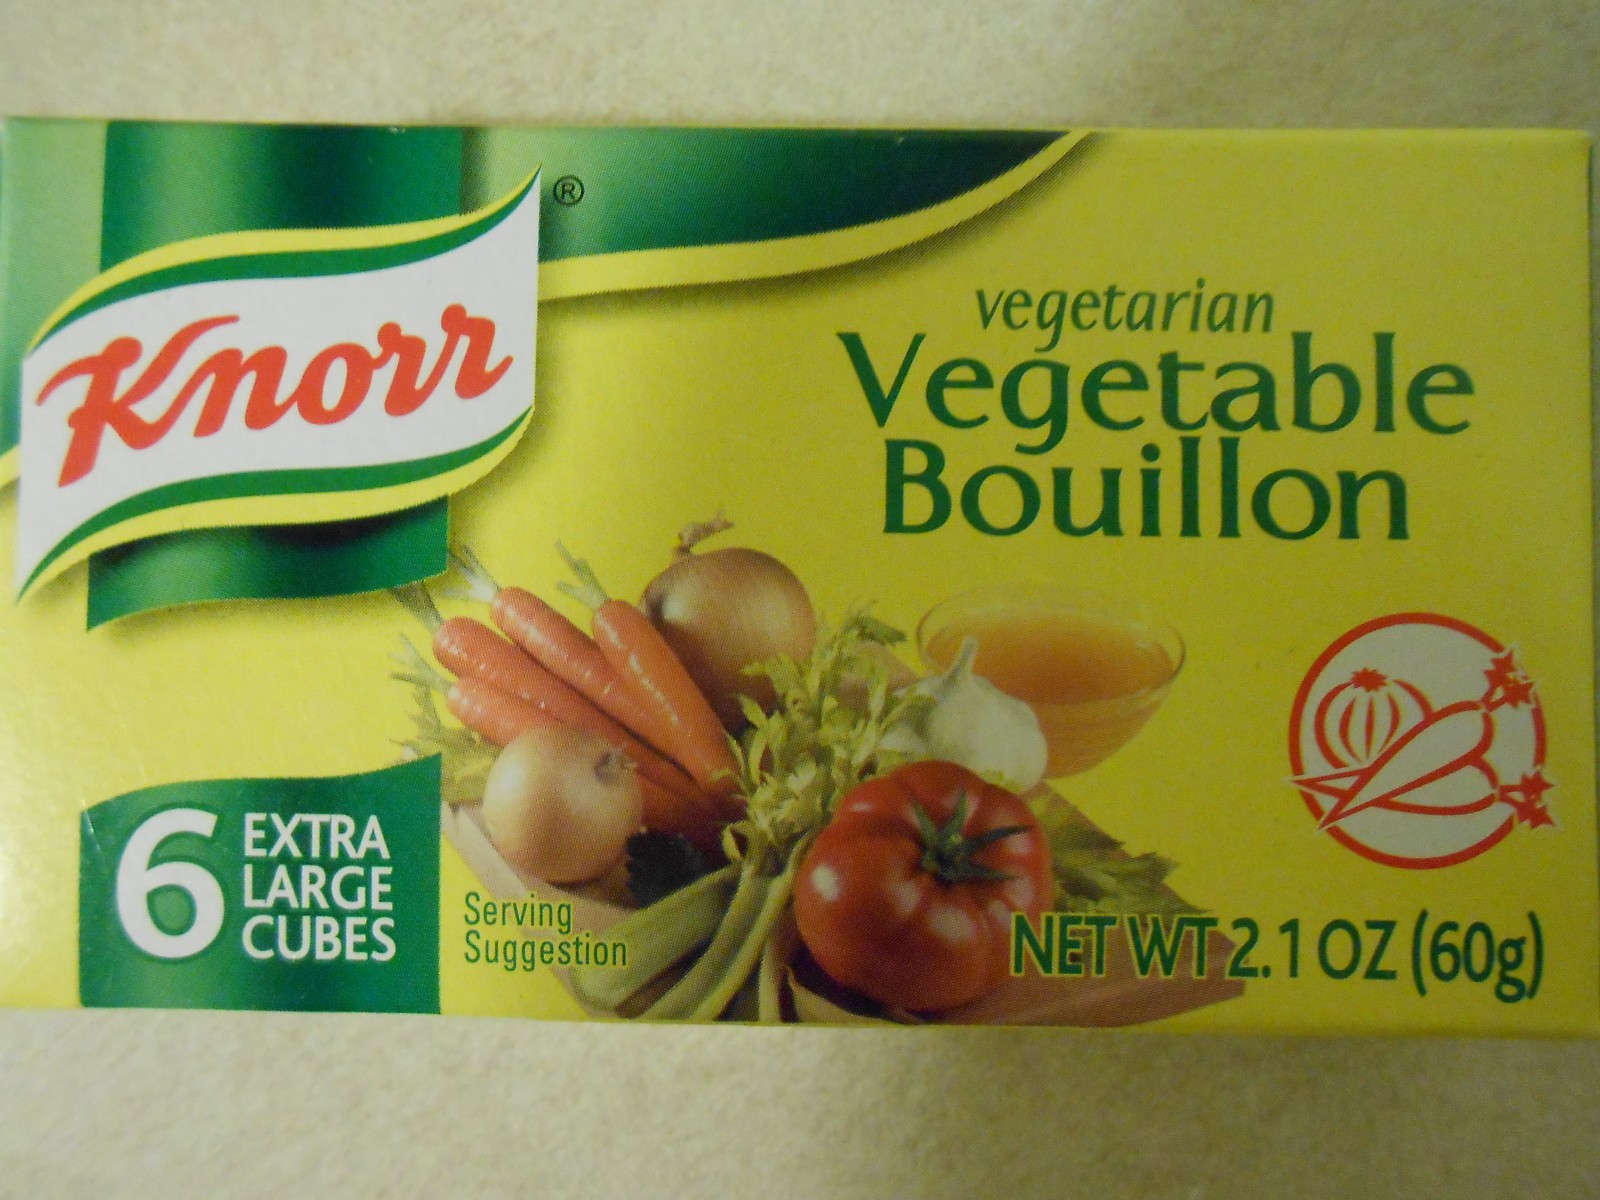 Knorr®
vegetarian
Vegetable
Bouillon
6 EXTRA
LARGE
CUBES
Serving
Suggestion
NET WT 2.1 OZ (60g)